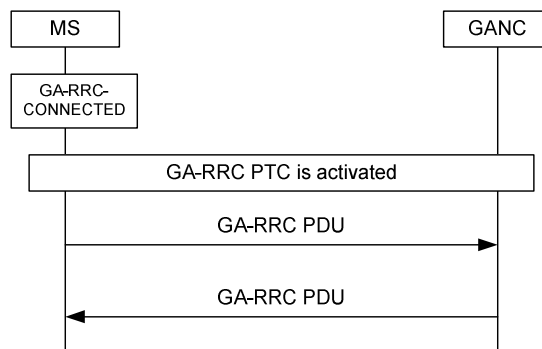 MS
GANC
GA-RRC-
CONNECTED
GA-RRC PTC is activated
GA-RRC PDU
GA-RRC PDU